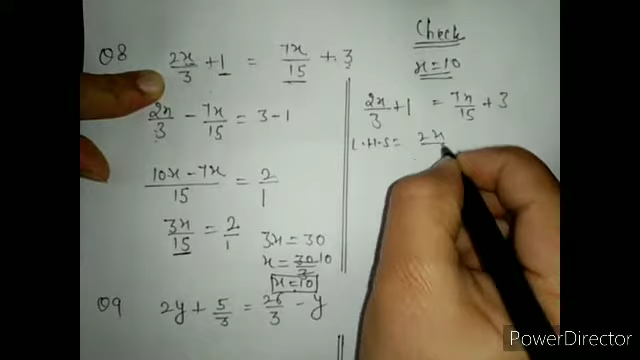 Q8 2x/3 + 1 = 7x/15 + 3
2x/3 - 7x/15 = 3 - 1
10x - 7x/15 = 2/1
3x/15 = 2/1
3x = 30
x = 30/3 10
x = 10
Q9 2y + 5/3 = 26/3 - y
Check
x = 10
2x/3 + 1 = 7x/15 + 3
L.H.S = 2x
PowerDirector